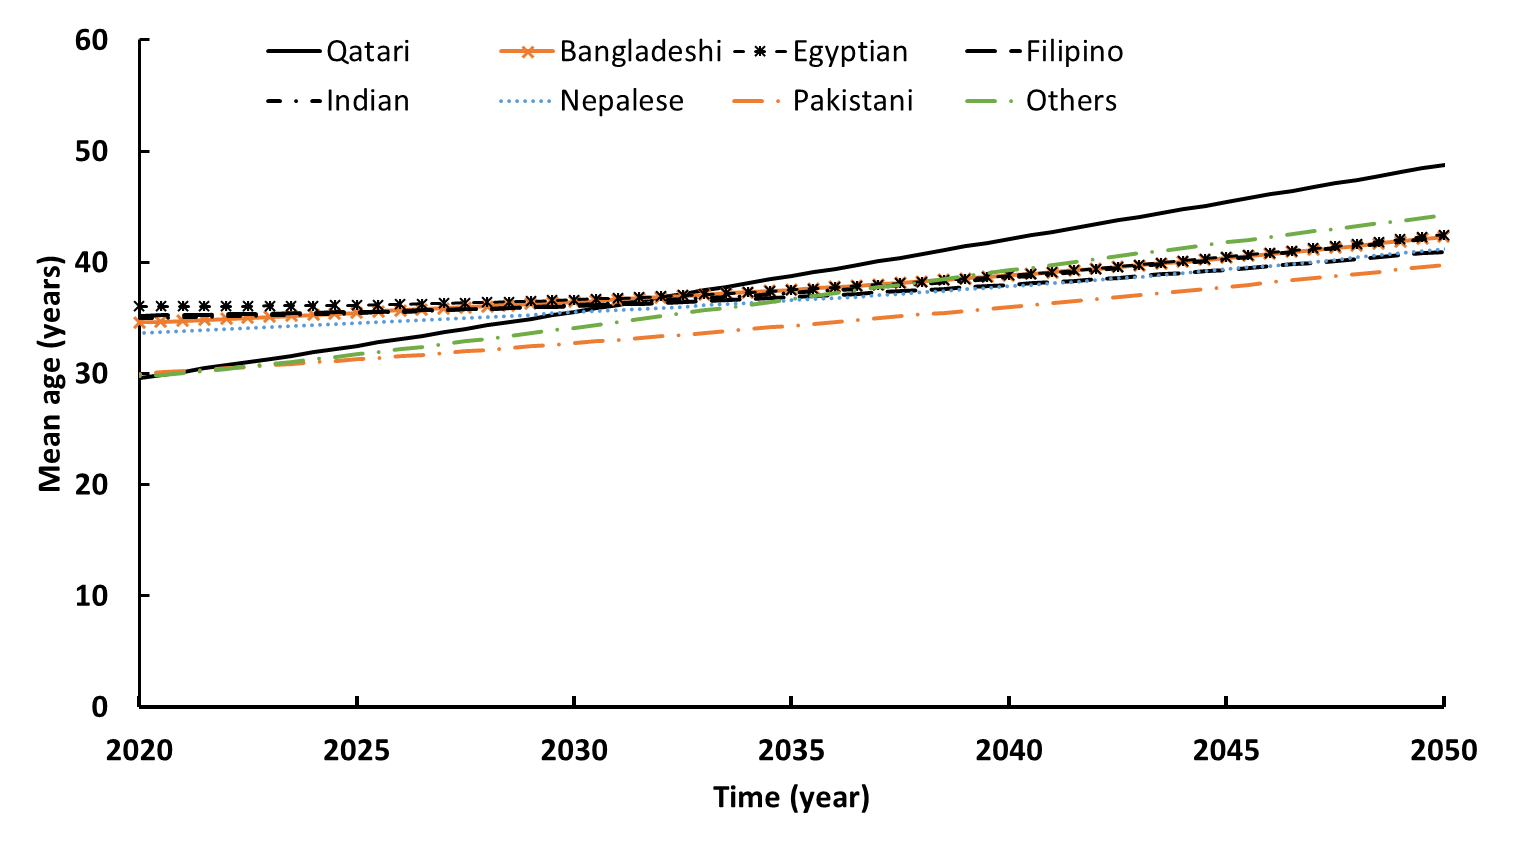 Qatari Bangladeshi Egyptian Filipino
Indian Nepalese Pakistani Others
Mean age (years)
60
50
40
30
20
10
0
2020 2025 2030 2035 2040 2045 2050
Time (year)